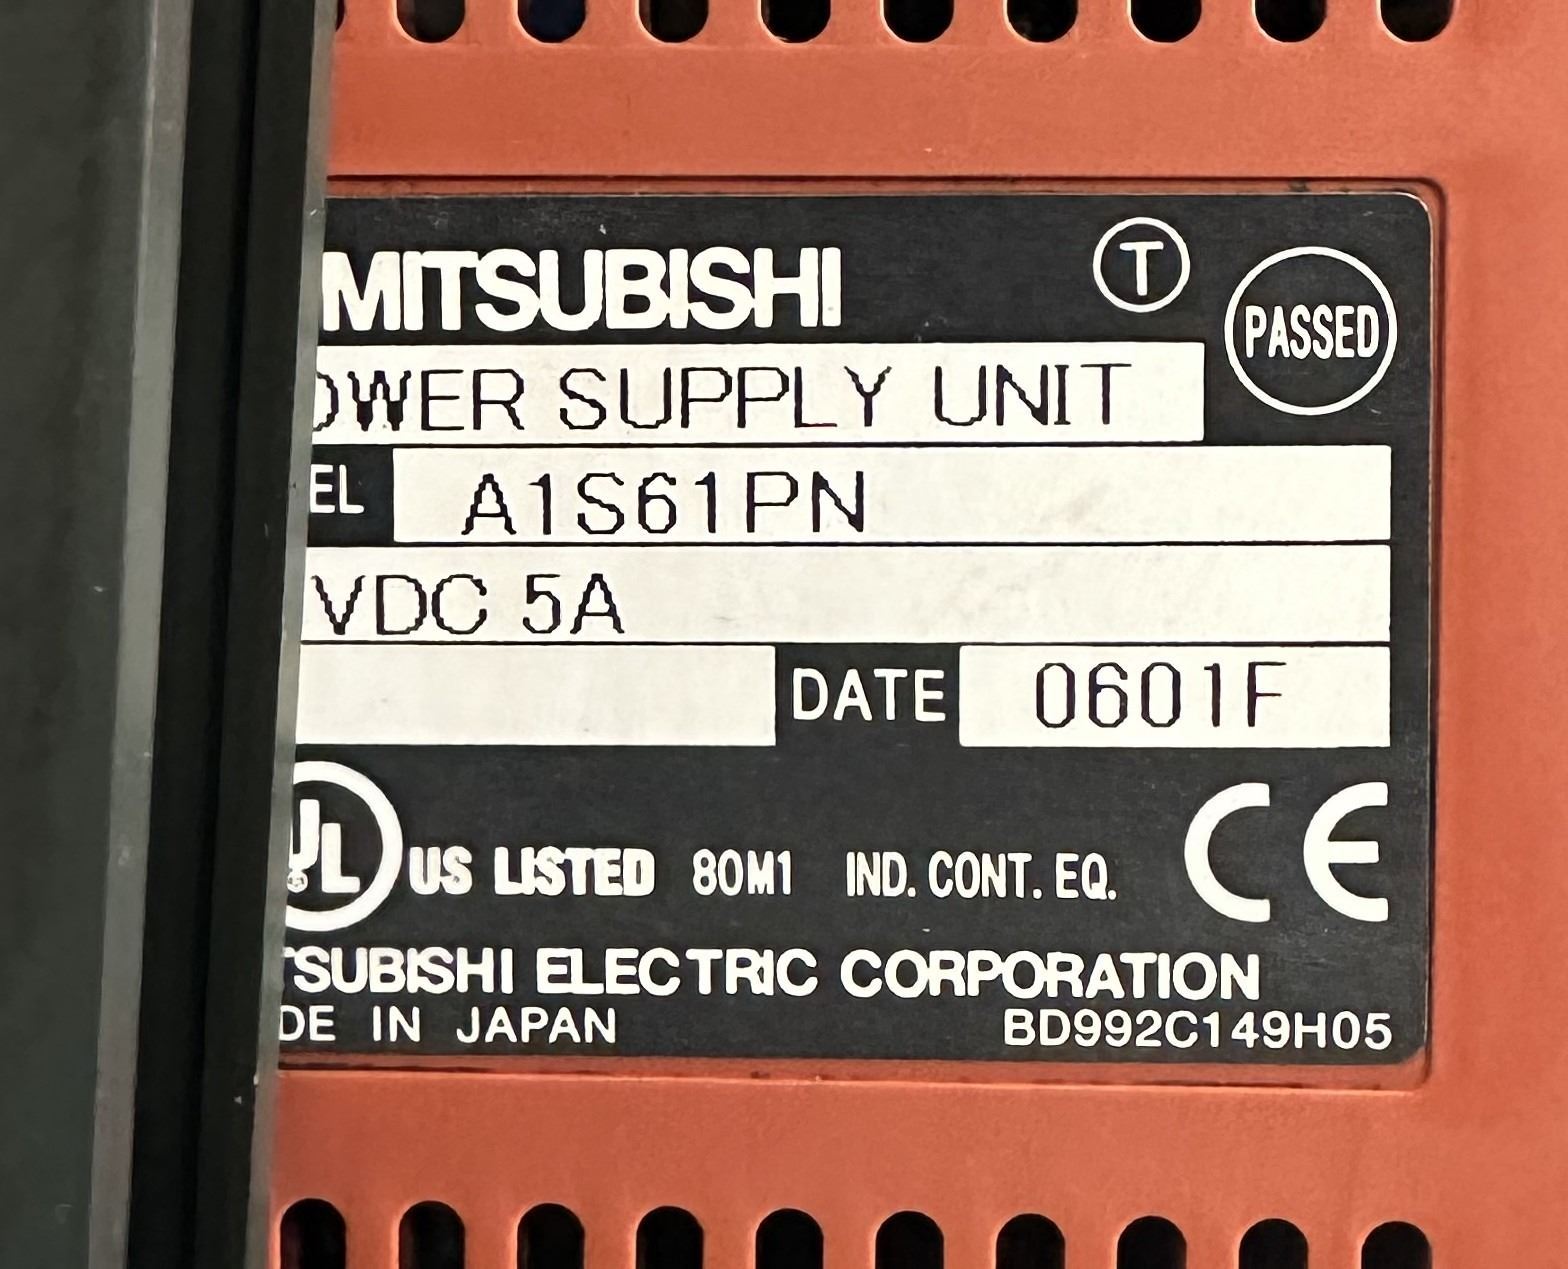 MITSUBISHI
T
PASSED
OWER SUPPLY UNIT
EL A1S61PN
VDC 5A
DATE 0601F
UL US LISTED 80M1 IND. CONT. EQ. CE
TSUBISHI ELECTRIC CORPORATION
DE IN JAPAN BD992C149H05